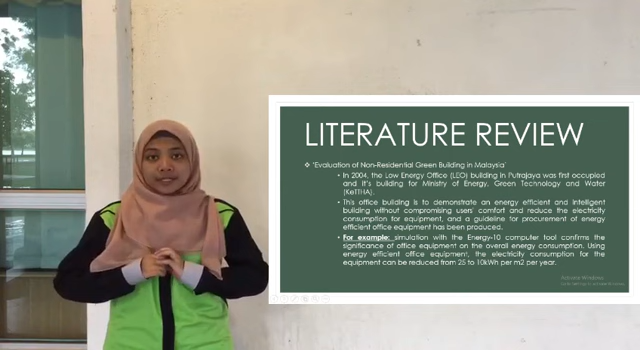 LITERATURE REVIEW
❖ 'Evaluation of Non-Residential Green Building in Malaysia'
• In 2004, the Low Energy Office (LEO) building in Putrajaya was first occupied
and it's building for Ministry of Energy, Green Technology and Water
(KeTTHA).
• This office building is to demonstrate an energy efficient and intelligent
building without compromising users' comfort and reduce the electricity
consumption for equipment, and a guideline for procurement of energy
efficient office equipment has been produced.
• For example: simulation with the Energy-10 computer tool confirms the
significance of office equipment on the overall energy consumption. Using
energy efficient office equipment, the electricity consumption for the
equipment can be reduced from 25 to 10kWh per m2 per year.
Activate Windows